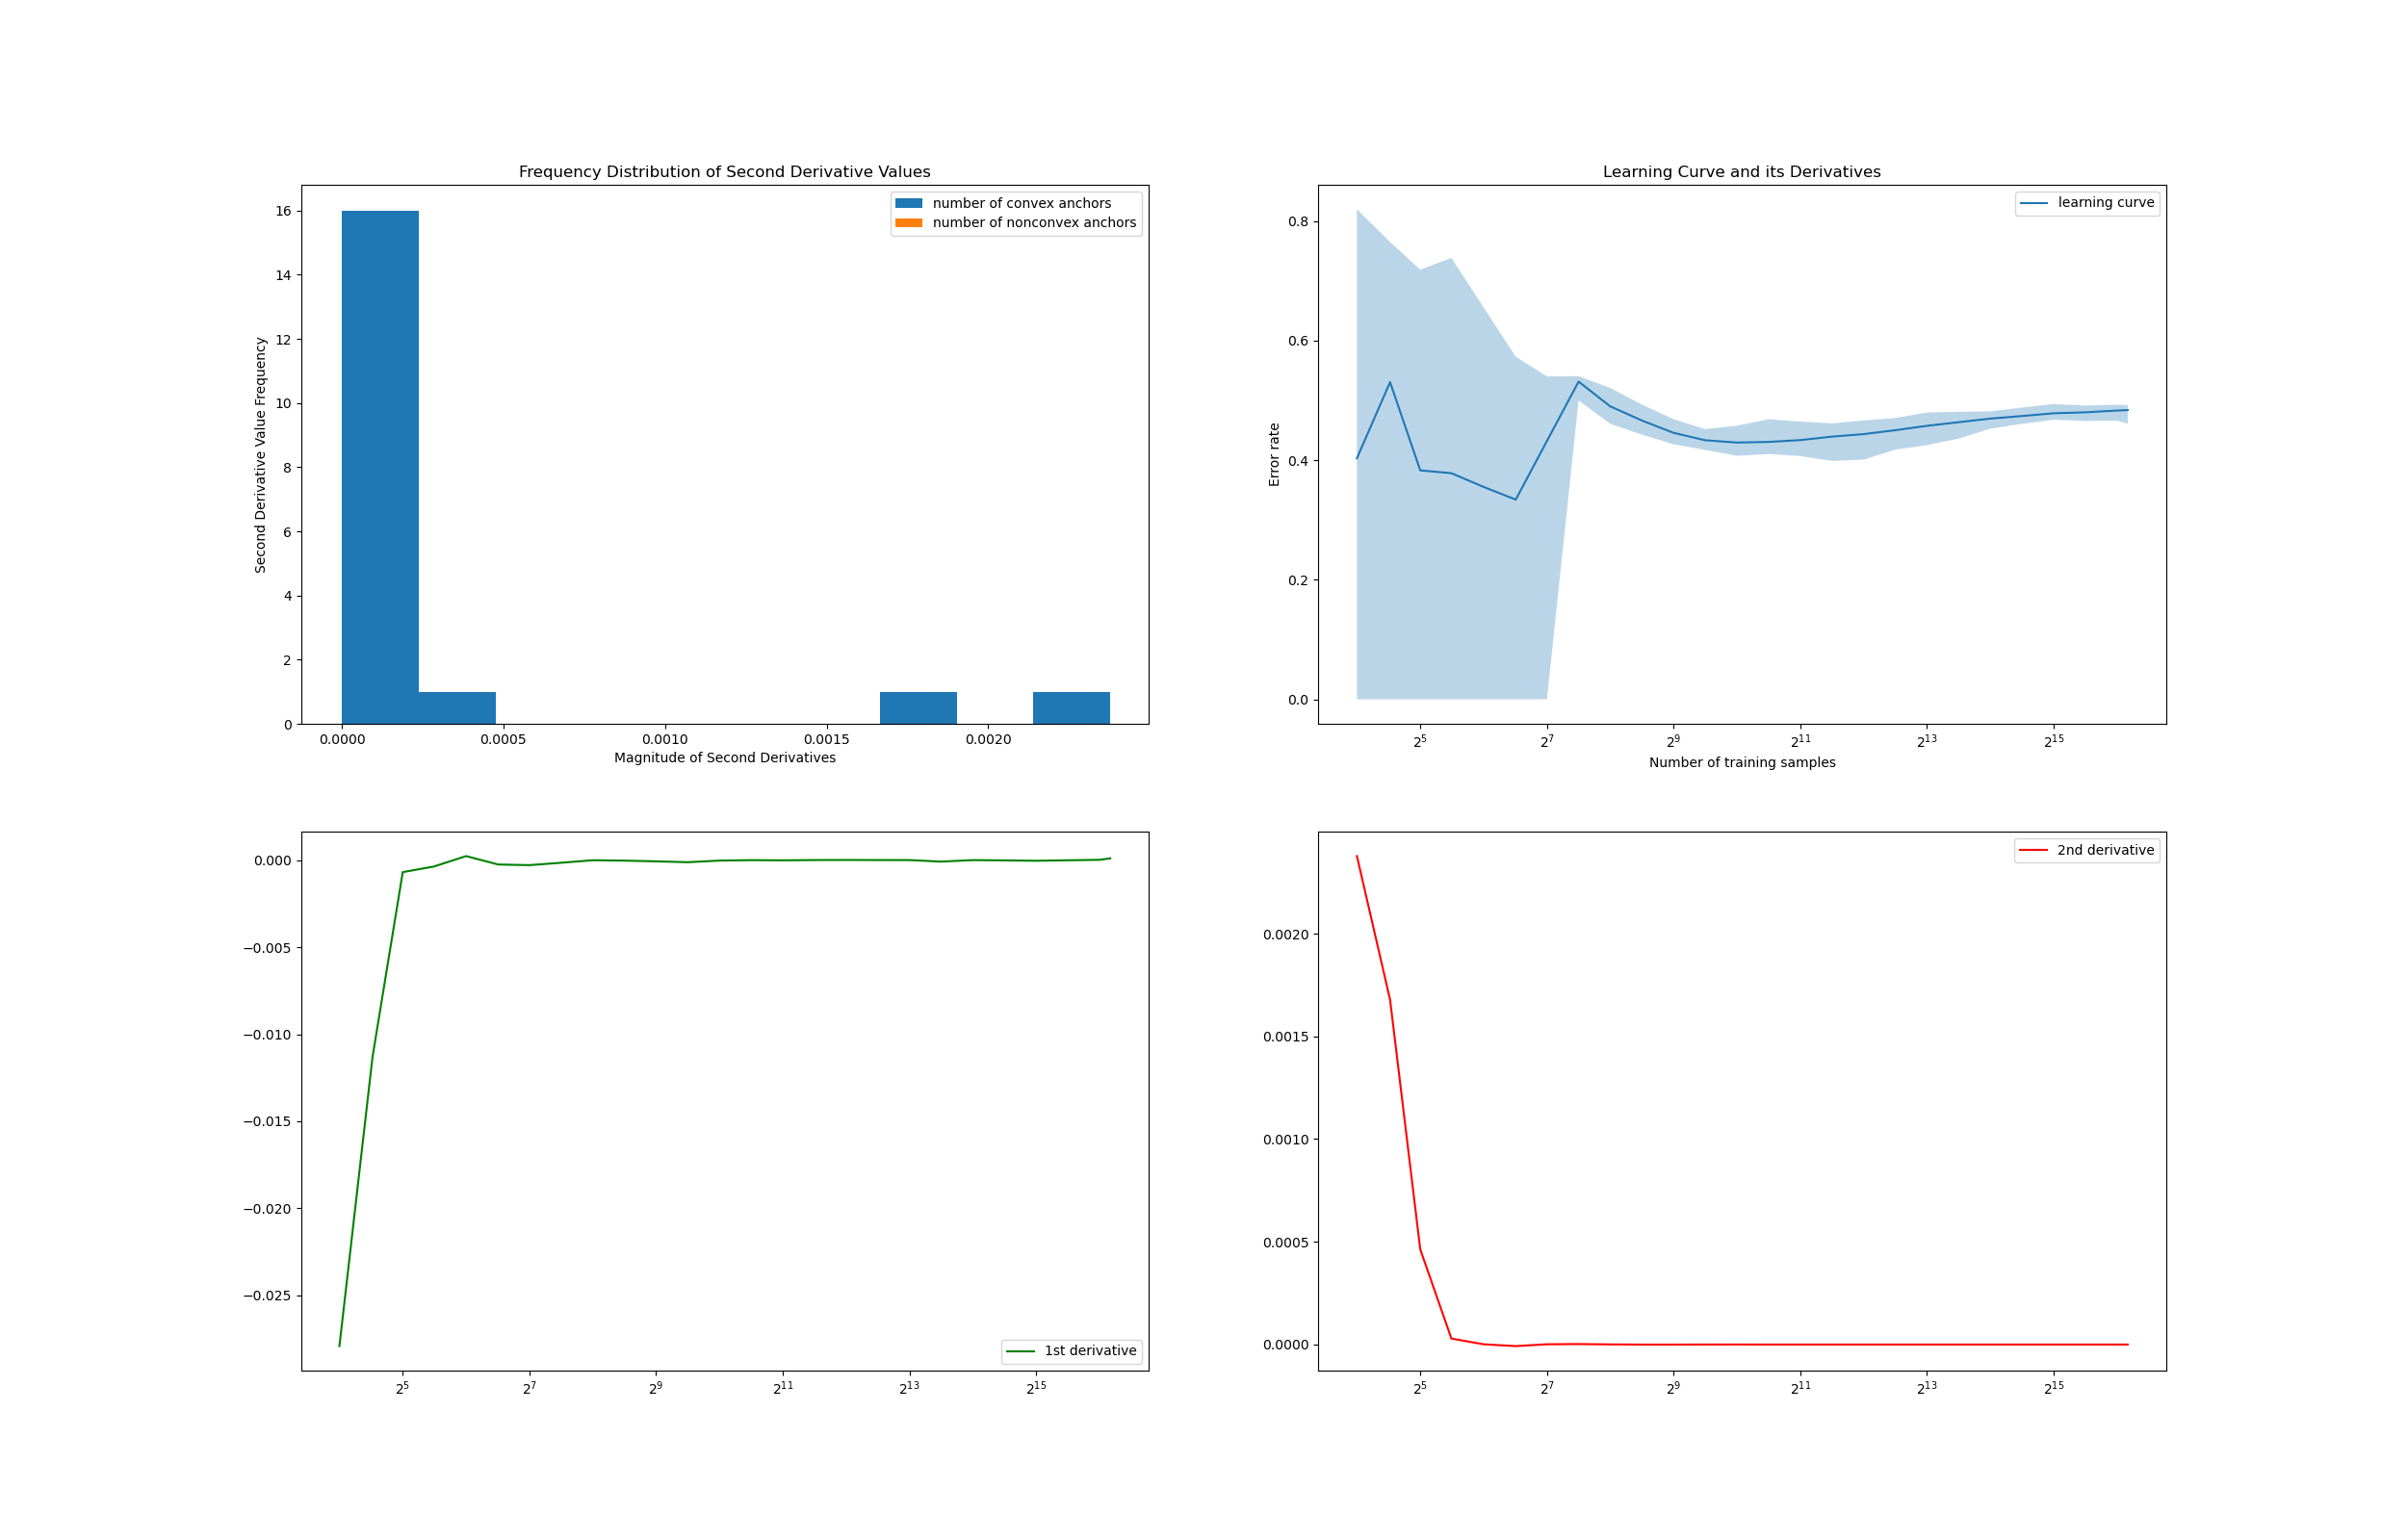 Frequency Distribution of Second Derivative Values
number of convex anchors
number of nonconvex anchors
16
14
12
10
8
6
4
2
0
Second Derivative Value Frequency
0.0000 0.0005 0.0010 0.0015 0.0020
Magnitude of Second Derivatives
Learning Curve and its Derivatives
learning curve
0.8
0.6
0.4
0.2
0.0
Error rate
2^5 2^7 2^9 2^11 2^13 2^15
Number of training samples
0.000
−0.005
−0.010
−0.015
−0.020
−0.025
1st derivative
2^5 2^7 2^9 2^11 2^13 2^15
2nd derivative
0.0020
0.0015
0.0010
0.0005
0.0000
2^5 2^7 2^9 2^11 2^13 2^15